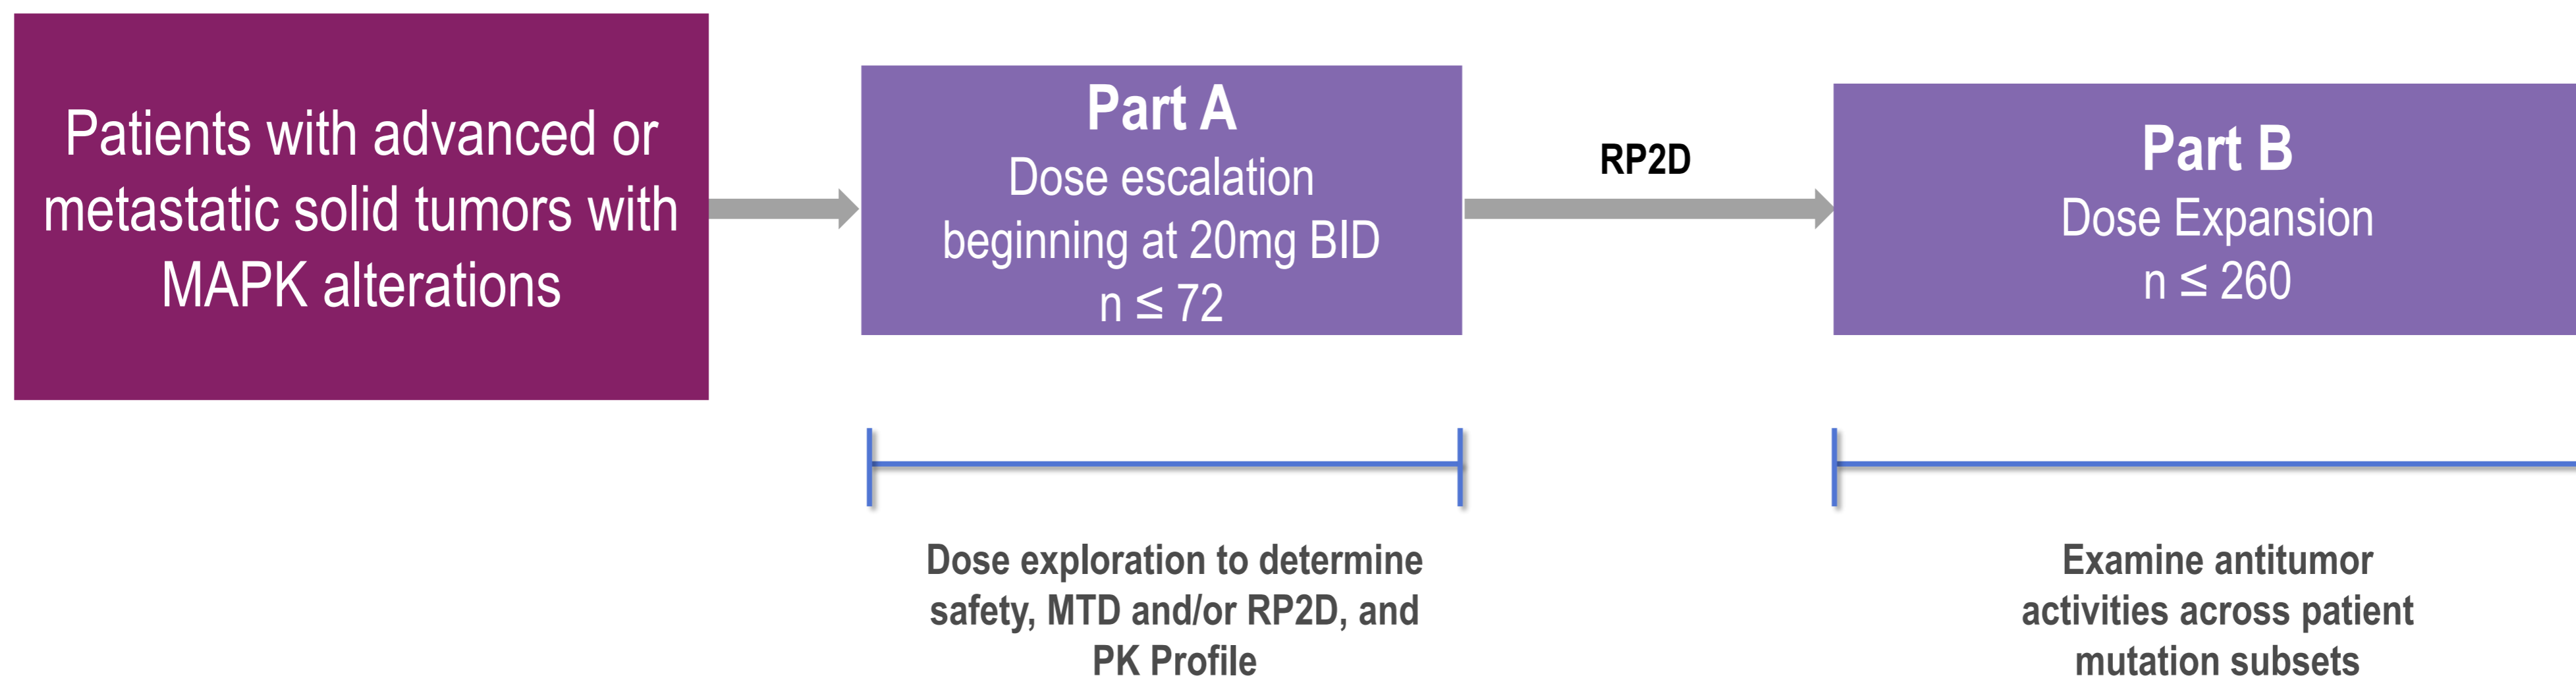 Patients with advanced or
metastatic solid tumors with
MAPK alterations
Part A
Dose escalation
beginning at 20mg BID
n ≤ 72
RP2D
Part B
Dose Expansion
n ≤ 260
Dose exploration to determine
safety, MTD and/or RP2D, and
PK Profile
Examine antitumor
activities across patient
mutation subsets